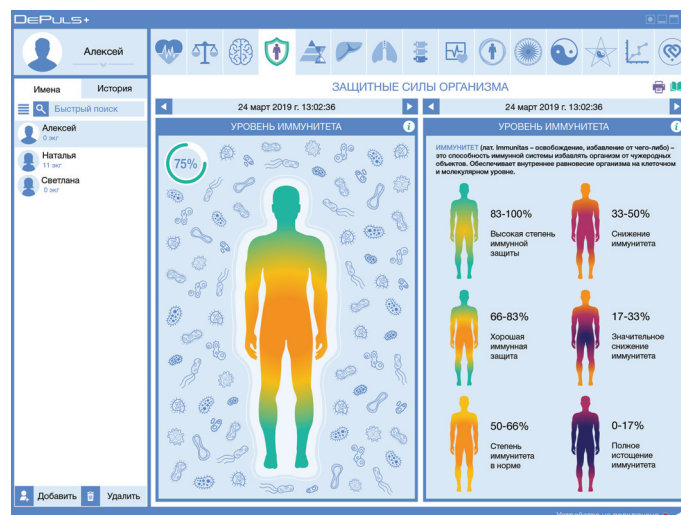 DePuls+
Алексей
Имена
История
Быстрый поиск
Алексей
0 экг
Наталья
11 экг
Светлана
0 экг
Добавить
Удалить
ЗАЩИТНЫЕ СИЛЫ ОРГАНИЗМА
24 март 2019 г. 13:02:36
УРОВЕНЬ ИММУНИТЕТА
75%
24 март 2019 г. 13:02:36
УРОВЕНЬ ИММУНИТЕТА
ИММУНИТЕТ (лат. Immunitas – освобождение, избавление от чего-либо) –
это способность иммунной системы избавлять организм от чужеродных
объектов. Обеспечивает внутреннее равновесие организма на клеточном
и молекулярном уровне.
83-100%
Высокая степень
иммунной
защиты
33-50%
Снижение
иммунитета
66-83%
Хорошая
иммунная
защита
17-33%
Значительное
снижение
иммунитета
50-66%
Степень
иммунитета
в норме
0-17%
Полное
истощение
иммунитета